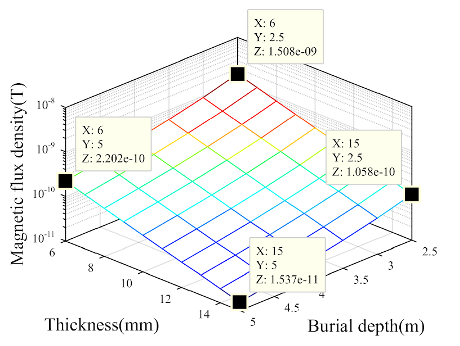 X: 6
Y: 2.5
Z: 1.508e-09
X: 6
Y: 5
Z: 2.202e-10
X: 15
Y: 2.5
Z: 1.058e-10
X: 15
Y: 5
Z: 1.537e-11
Magnetic flux density(T)
10-8
10-9
10-10
10-11
6
8
10
12
14
Thickness(mm)
5
4.5
4
3.5
3
2.5
Burial depth(m)